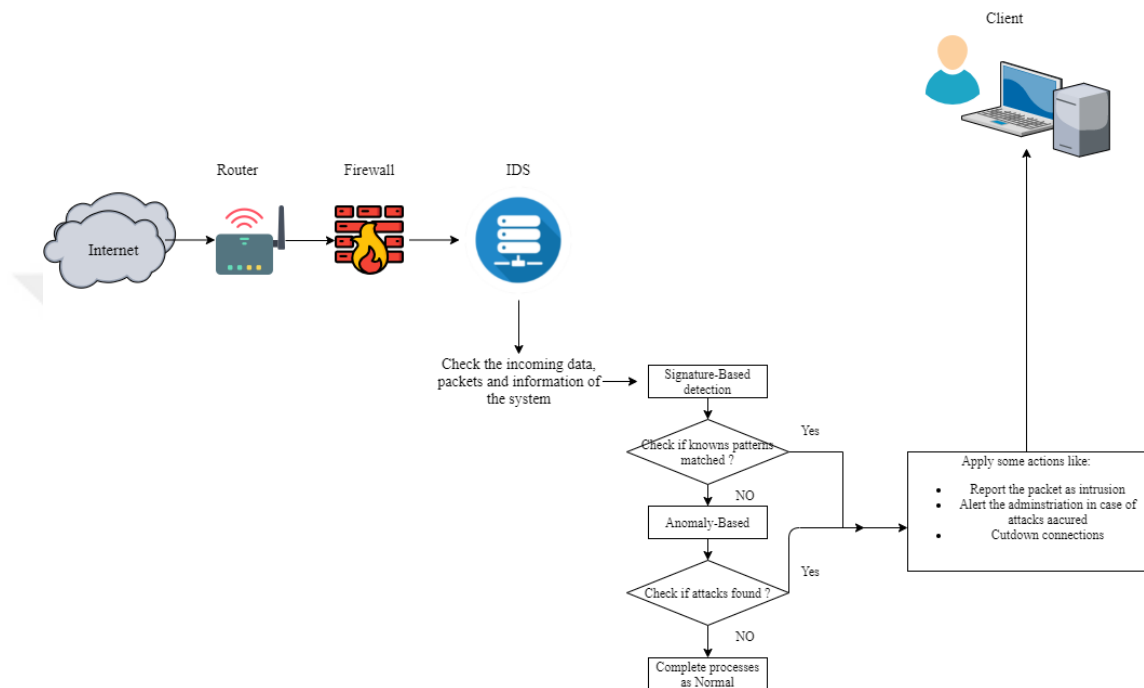 Client
Router
Firewall
IDS
Internet
Check the incoming data,
packets and information of
the system
Signature-Based
detection
Yes
Check if knowns patterns
matched ?
NO
Apply some actions like:
• Report the packet as intrusion
• Alert the adminstriation in case of
attacks aacured
• Cutdown connections
Anomaly-Based
Yes
Check if attacks found ?
NO
Complete processes
as Normal